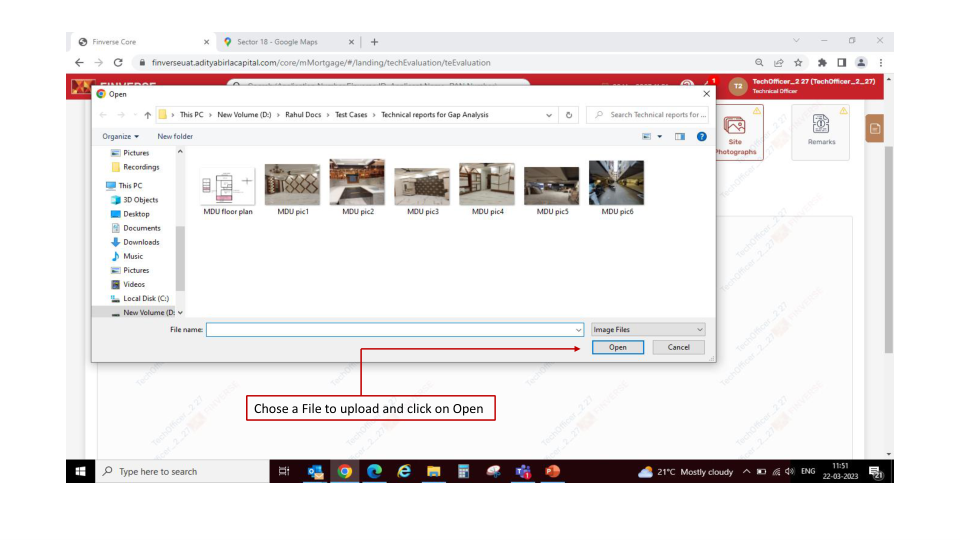 Finverse Core
Sector 18 - Google Maps
finverseuat.adityabirlacapital.com/core/mMortgage/#/landing/techEvaluation/teEvaluation
FINVERSE
TechOfficer_2 27 (TechOfficer_2_27)
Technical Officer
T2
1
Open
This PC > New Volume (D:) > Rahul Docs > Test Cases > Technical reports for Gap Analysis
Search Technical reports for ...
Organize
New folder
Site
Photographs
Remarks
Pictures
Recordings
This PC
3D Objects
Desktop
Documents
Downloads
Music
Pictures
Videos
Local Disk (C:)
New Volume (D:
MDU floor plan
MDU pic1
MDU pic2
MDU pic3
MDU pic4
MDU pic5
MDU pic6
File name:
Image Files
Open
Cancel
Chose a File to upload and click on Open
Type here to search
21°C Mostly cloudy
ENG
11:51
22-03-2023
21